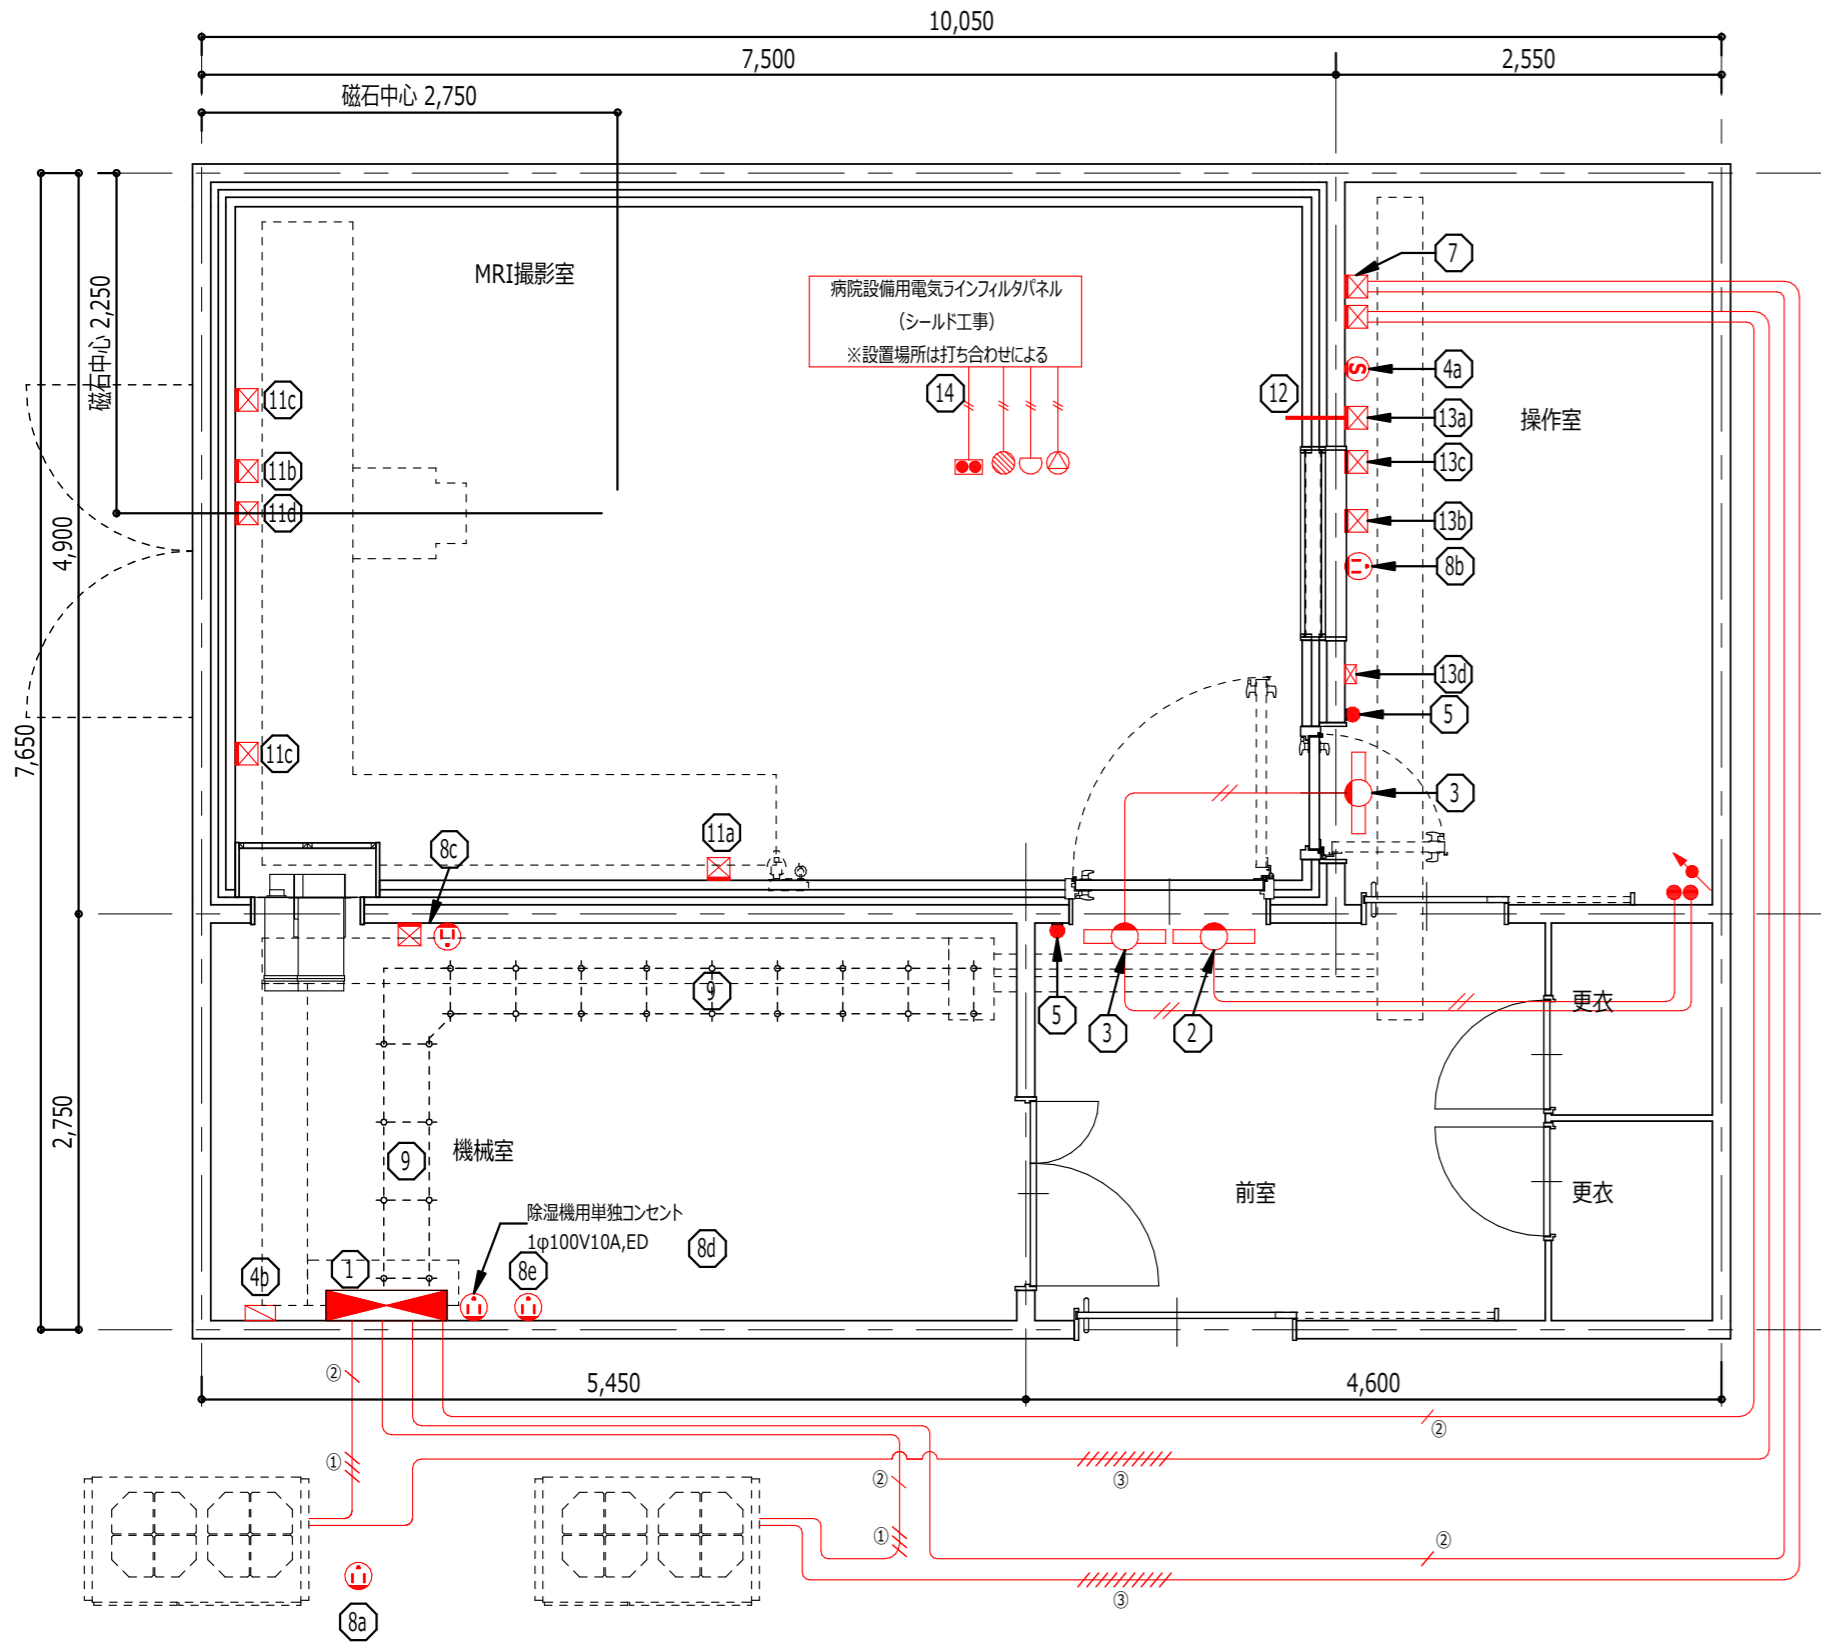 10,050
7,500
2,550
磁石中心 2,750
磁石中心 2,250
4,900
7,650
2,750
MRI撮影室
病院設備用電気ラインフィルタパネル
(シールド工事)
※設置場所は打ち合わせによる
14
12
7
S
4a
13a
操作室
13c
13b
8b
13d
5
3
11c
11b
11d
11c
11a
8c
9
5
3
2
更衣
9
機械室
前室
更衣
除湿機用単独コンセント
1φ100V10A,ED
8d
8e
4b
1
5,450
4,600
②
②
①
③
②
①
②
③
8a